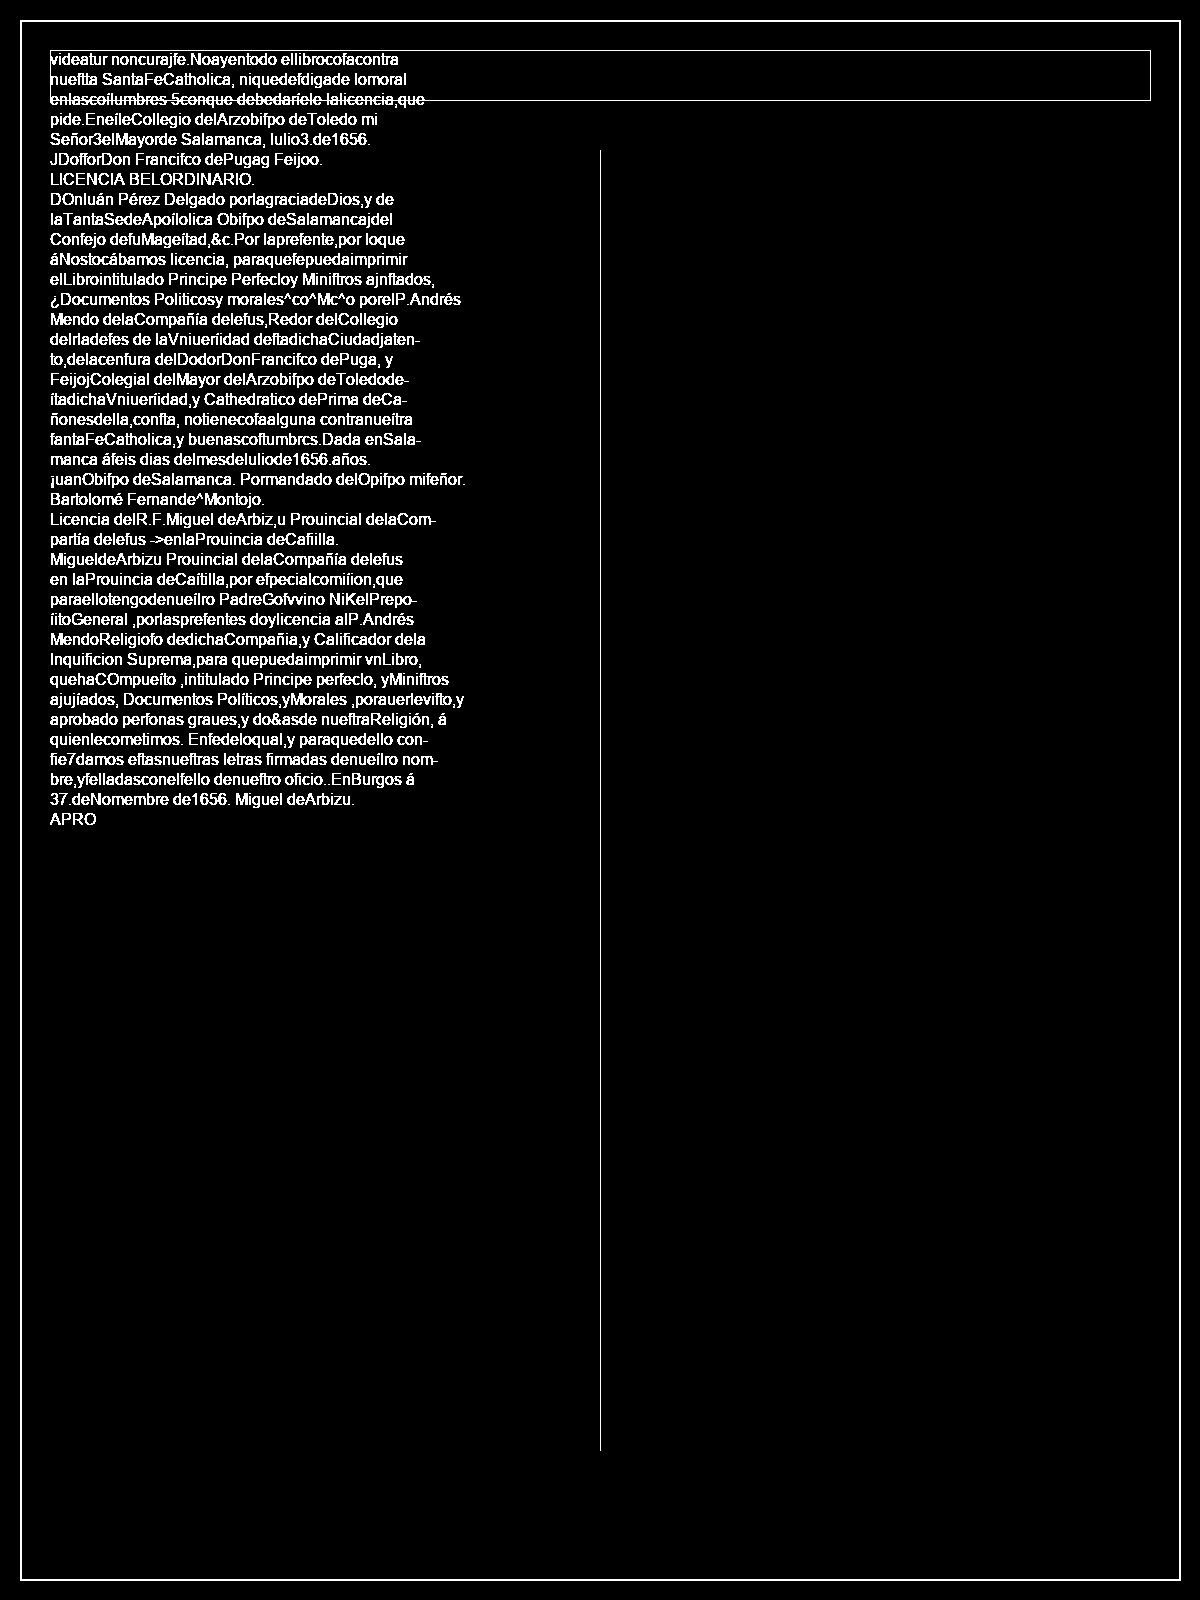 videatur noncurajfe.Noayentodo ellibrocofacontra
nueftta SantaFeCatholica, niquedefdigade lomoral
enlascoílumbres 5conque debedaríele lalicencia,que
pide.EneíleCollegio delArzobifpo deToledo mi
Señor3elMayorde Salamanca, Iulio3.de1656.
JDofforDon Francifco dePugag Feijoo.
LICENCIA BELORDINARIO.
DOnIuán Pérez Delgado porlagraciadeDios,y de
laTantaSedeApoílolica Obifpo deSalamancajdel
Confejo defuMageítad,&c.Por laprefente,por loque
áNostocábamos licencia, paraquefepuedaimprimir
elLibrointitulado Principe Perfecloy Miniftros ajnftados,
¿Documentos Politicosy morales^co^Mc^o porelP.Andrés
Mendo delaCompañía delefus,Redor delCollegio
delrladefes de laVniueríidad deftadichaCiudadjaten-
to,delacenfura delDodorDonFrancifco dePuga, y
FeijojColegial delMayor delArzobifpo deToledode-
ítadichaVniueríidad,y Cathedratico dePrima deCa-
ñonesdella,confta, notienecofaalguna contranueítra
fantaFeCatholica,y buenascoftumbrcs.Dada enSala-
manca áfeis dias delmesdeIuliode1656.años.
¡uanObifpo deSalamanca. Pormandado delOpifpo mifeñor.
Bartolomé Fernande^Montojo.
Licencia delR.F.Miguel deArbiz,u Prouincial delaCom-
partía delefus ->enlaProuincia deCafiilla.
MigueldeArbizu Prouincial delaCompañía delefus
en laProuincia deCaítilla,por efpecialcomiíion,que
paraellotengodenueílro PadreGofvvino NiKelPrepo-
íitoGeneral ,porlasprefentes doylicencia alP.Andrés
MendoReligiofo dedichaCompañia,y Calificador dela
Inquificion Suprema,para quepuedaimprimir vnLibro,
quehaCOmpueíto ,intitulado Principe perfeclo, yMiniftros
ajujíados, Documentos Políticos,yMorales ,porauerlevifto,y
aprobado perfonas graues,y do&asde nueftraReligión, á
quienlecometimos. Enfedeloqual,y paraquedello con-
fie7damos eftasnueftras letras firmadas denueílro nom-
bre,yfelladasconelfello denueftro oficio..EnBurgos á
37.deNomembre de1656. Miguel deArbizu.
APRO